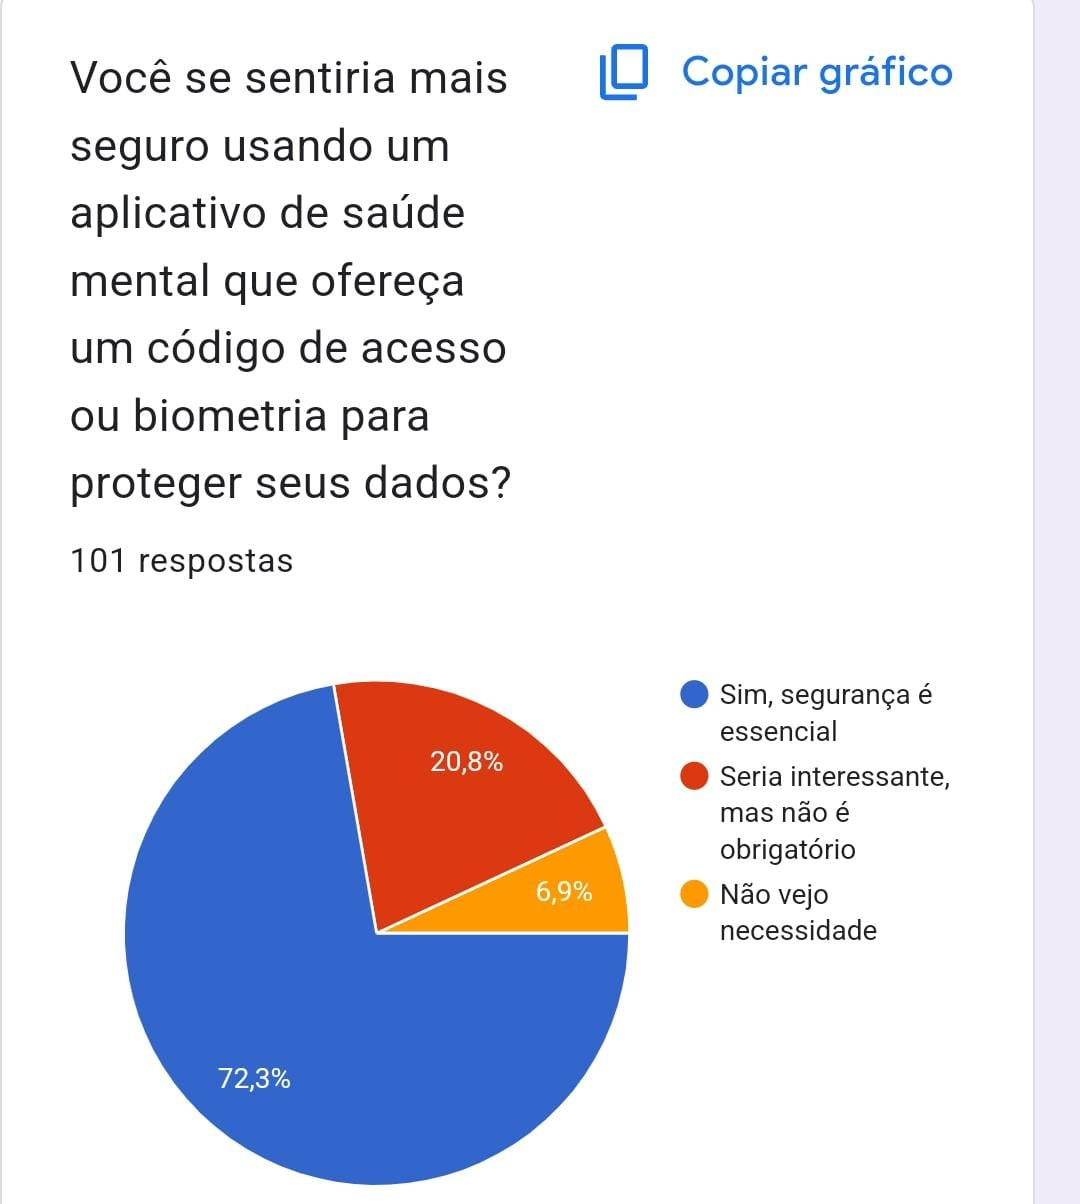 Você se sentiria mais
seguro usando um
aplicativo de saúde
mental que ofereça
um código de acesso
ou biometria para
proteger seus dados?
Copiar gráfico
101 respostas
20,8%
6,9%
72,3%
Sim, segurança é
essencial
Seria interessante,
mas não é
obrigatório
Não vejo
necessidade